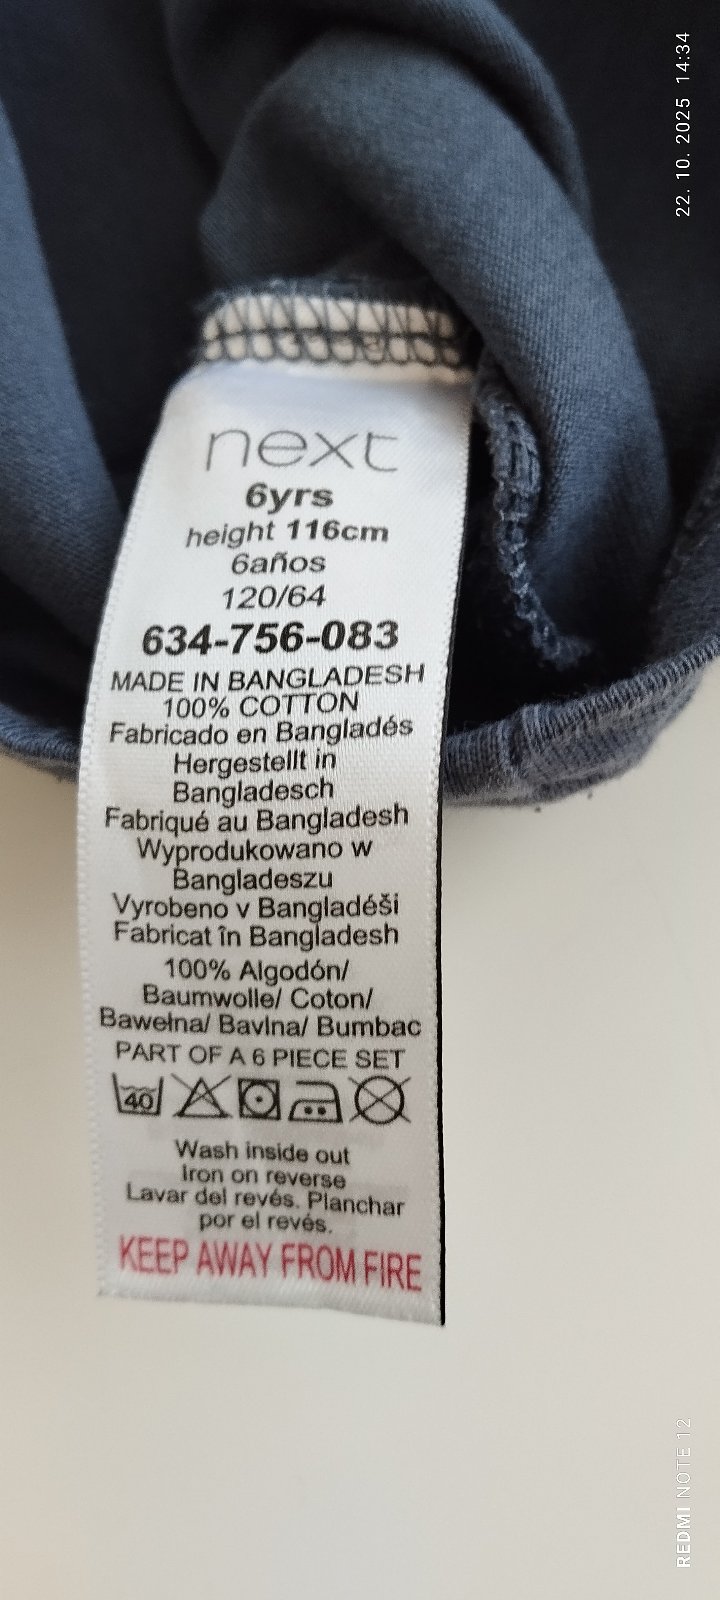 next
6yrs
height 116cm
6años
120/64
634-756-083
MADE IN BANGLADESH
100% COTTON
Fabricado en Bangladés
Hergestellt in
Bangladesch
Fabriqué au Bangladesh
Wyprodukowano w
Bangladeszu
Vyrobeno v Bangladéši
Fabricat în Bangladesh
100% Algodón/
Baumwolle/ Coton/
Bawełna/ Bavlna/ Bumbac
PART OF A 6 PIECE SET
40
Wash inside out
Iron on reverse
Lavar del revés. Planchar
por el revés.
KEEP AWAY FROM FIRE
22. 10. 2025 14:34
REDMI NOTE 12